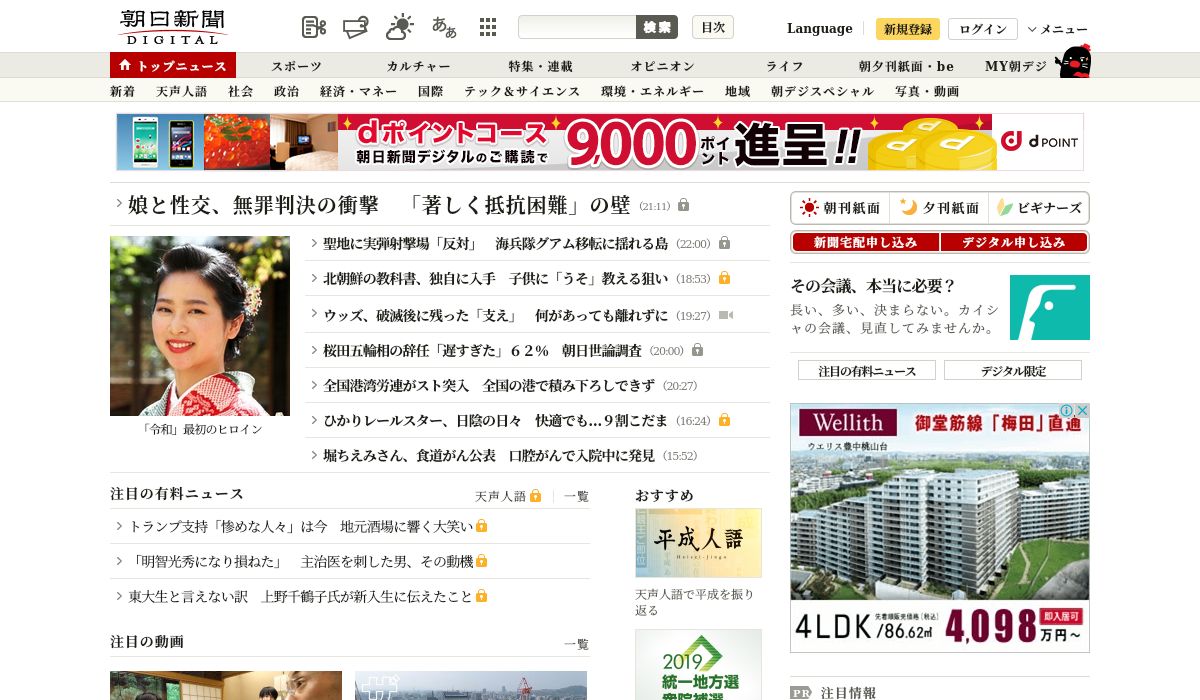 朝日新聞
DIGITAL
検索
目次
Language
新規登録
ログイン
メニュー
トップニュース
スポーツ
カルチャー
特集・連載
オピニオン
ライフ
朝夕刊紙面・be
MY朝デジ
新着
天声人語
社会
政治
経済・マネー
国際
テック&サイエンス
環境・エネルギー
地域
朝デジスペシャル
写真・動画
dポイントコース
朝日新聞デジタルのご購読で
9,000ポイント進呈!!
d POINT
娘と性交、無罪判決の衝撃　「著しく抵抗困難」の壁 (21:11)
「令和」最初のヒロイン
聖地に実弾射撃場「反対」　海兵隊グアム移転に揺れる島 (22:00)
北朝鮮の教科書、独自に入手　子供に「うそ」教える狙い (18:53)
ウッズ、破滅後に残った「支え」　何があっても離れずに (19:27)
桜田五輪相の辞任「遅すぎた」６２％　朝日世論調査 (20:00)
全国港湾労連がスト突入　全国の港で積み下ろしできず (20:27)
ひかりレールスター、日陰の日々　快適でも…９割こだま (16:24)
堀ちえみさん、食道がん公表　口腔がんで入院中に発見 (15:52)
注目の有料ニュース
天声人語
一覧
トランプ支持「惨めな人々」は今　地元酒場に響く大笑い
「明智光秀になり損ねた」　主治医を刺した男、その動機
東大生と言えない訳　上野千鶴子氏が新入生に伝えたこと
注目の動画
一覧
おすすめ
平成人語
Heisei-Jingo
天声人語で平成を振り
返る
2019
統一地方選
衆院補選
朝刊紙面
夕刊紙面
ビギナーズ
新聞宅配申し込み
デジタル申し込み
その会議、本当に必要？
長い、多い、決まらない。カイシ
ャの会議、見直してみませんか。
注目の有料ニュース
デジタル限定
Wellith
ウエリス豊中桃山台
御堂筋線「梅田」直通
4LDK/86.62㎡
先着順販売価格(税込)
4,098万円～
即入居可
PR 注目情報